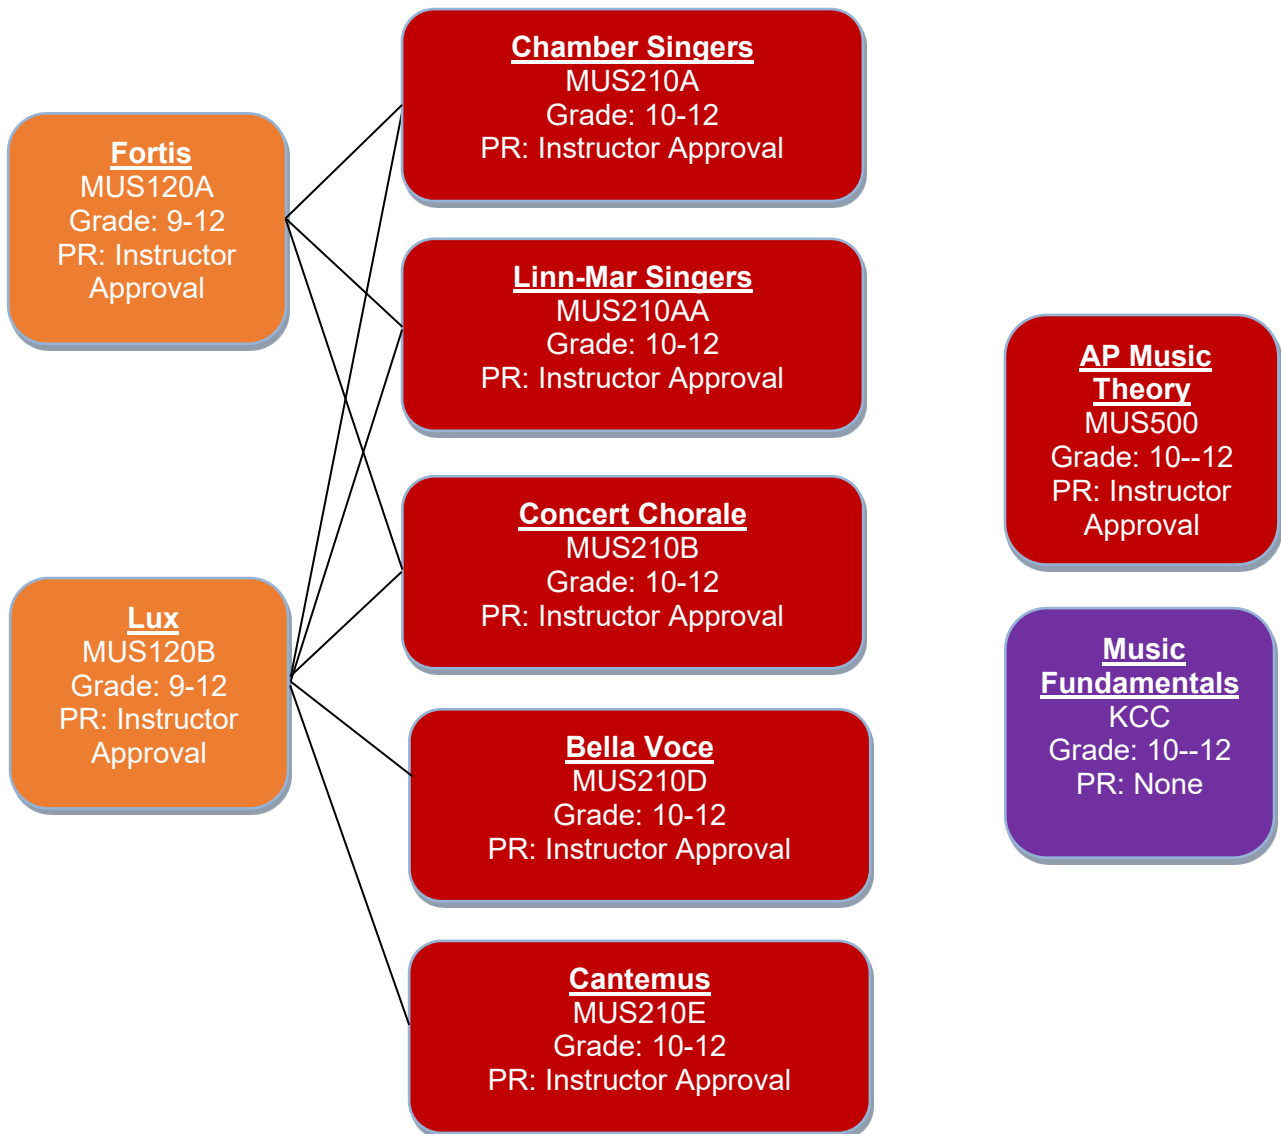 Fortis
MUS120A
Grade: 9-12
PR: Instructor
Approval
Lux
MUS120B
Grade: 9-12
PR: Instructor
Approval
Chamber Singers
MUS210A
Grade: 10-12
PR: Instructor Approval
Linn-Mar Singers
MUS210AA
Grade: 10-12
PR: Instructor Approval
Concert Chorale
MUS210B
Grade: 10-12
PR: Instructor Approval
Bella Voce
MUS210D
Grade: 10-12
PR: Instructor Approval
Cantemus
MUS210E
Grade: 10-12
PR: Instructor Approval
AP Music
Theory
MUS500
Grade: 10--12
PR: Instructor
Approval
Music
Fundamentals
KCC
Grade: 10--12
PR: None